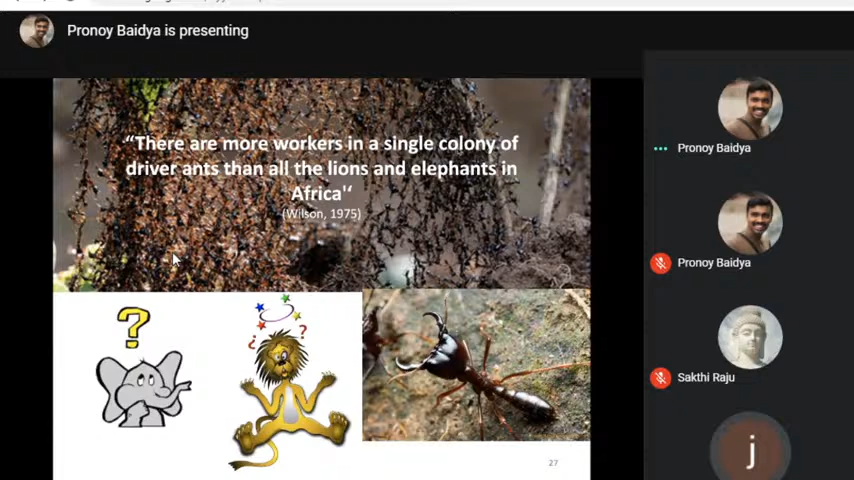 Pronoy Baidya is presenting
“There are more workers in a single colony of
driver ants than all the lions and elephants in
Africa'‘
(Wilson, 1975)
Pronoy Baidya
Pronoy Baidya
Sakthi Raju
j
?
¿
?
27